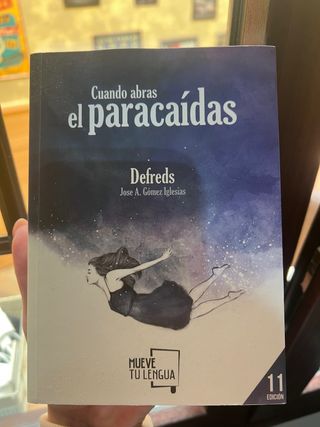 Cuando abras
el paracaídas
Defreds
Jose A. Gómez Iglesias
MUEVE
TU LENGUA
11
EDICIÓN